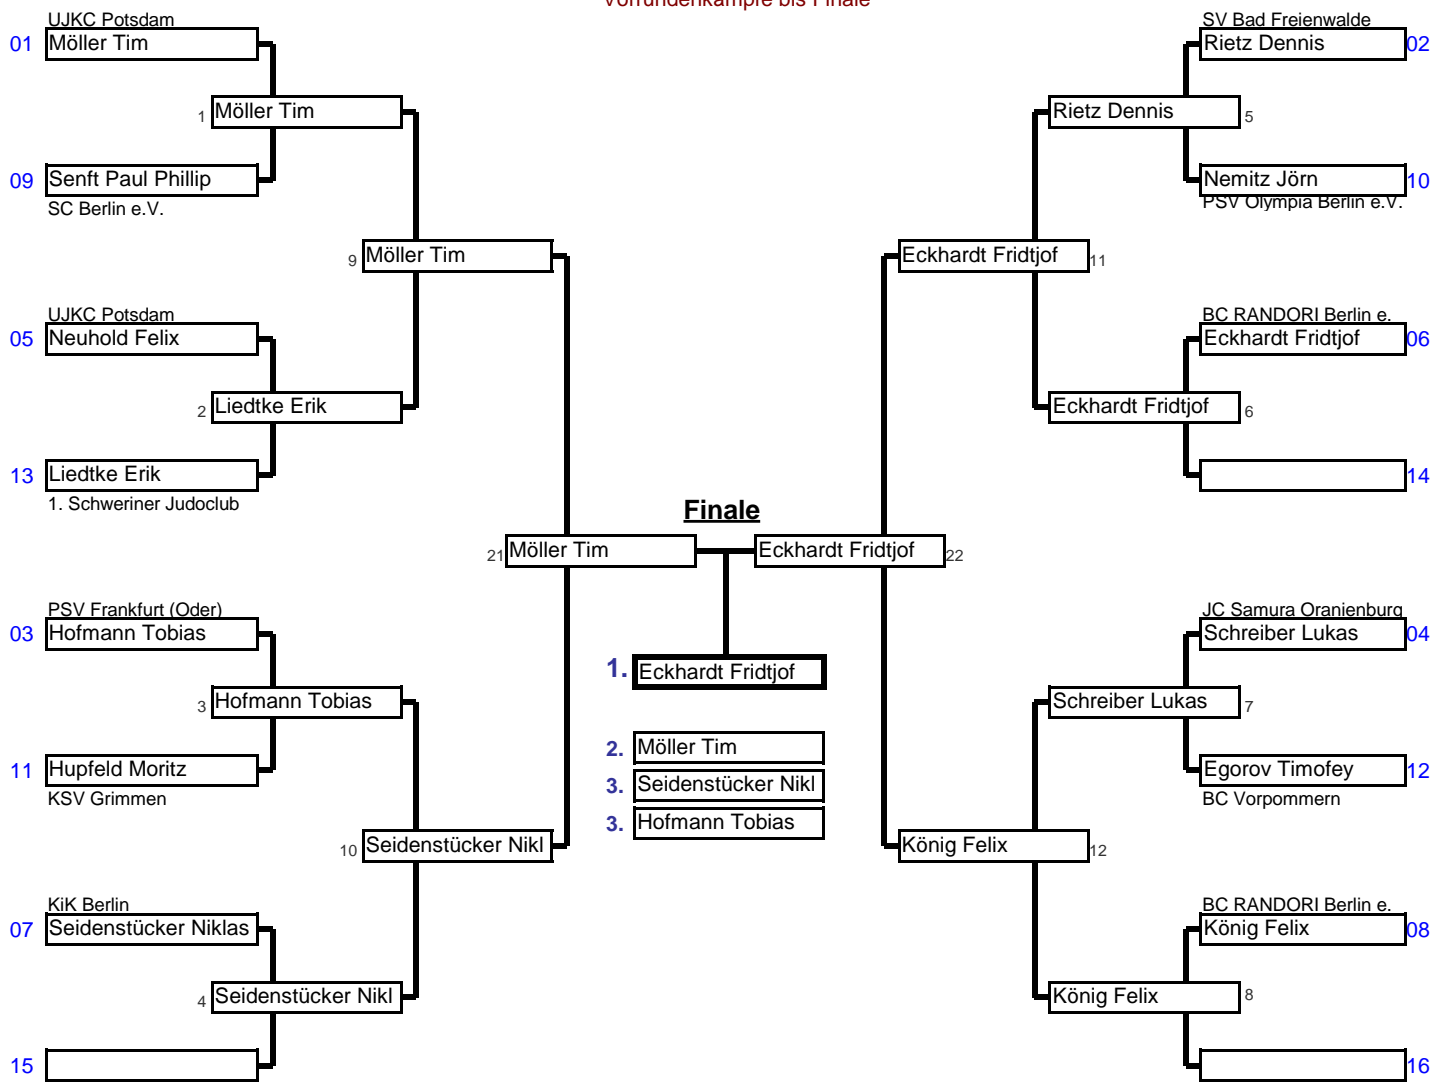 Vorrundenkämpfe bis Finale
UJKC Potsdam
01 Möller Tim
1 Möller Tim
09 Senft Paul Phillip
SC Berlin e.V.
9 Möller Tim
UJKC Potsdam
05 Neuhold Felix
2 Liedtke Erik
13 Liedtke Erik
1. Schweriner Judoclub
21 Möller Tim
PSV Frankfurt (Oder)
03 Hofmann Tobias
3 Hofmann Tobias
11 Hupfeld Moritz
KSV Grimmen
10 Seidenstücker Nikl
KiK Berlin
07 Seidenstücker Niklas
4 Seidenstücker Nikl
15
Finale
1. Eckhardt Fridtjof
2. Möller Tim
3. Seidenstücker Nikl
3. Hofmann Tobias
SV Bad Freienwalde
Rietz Dennis 02
Rietz Dennis 5
Nemitz Jörn 10
PSV Olympia Berlin e.V.
Eckhardt Fridtjof 11
BC RANDORI Berlin e.
Eckhardt Fridtjof 06
Eckhardt Fridtjof 6
14
Eckhardt Fridtjof 22
JC Samura Oranienburg
Schreiber Lukas 04
Schreiber Lukas 7
Egorov Timofey 12
BC Vorpommern
König Felix 12
BC RANDORI Berlin e.
König Felix 08
König Felix 8
16